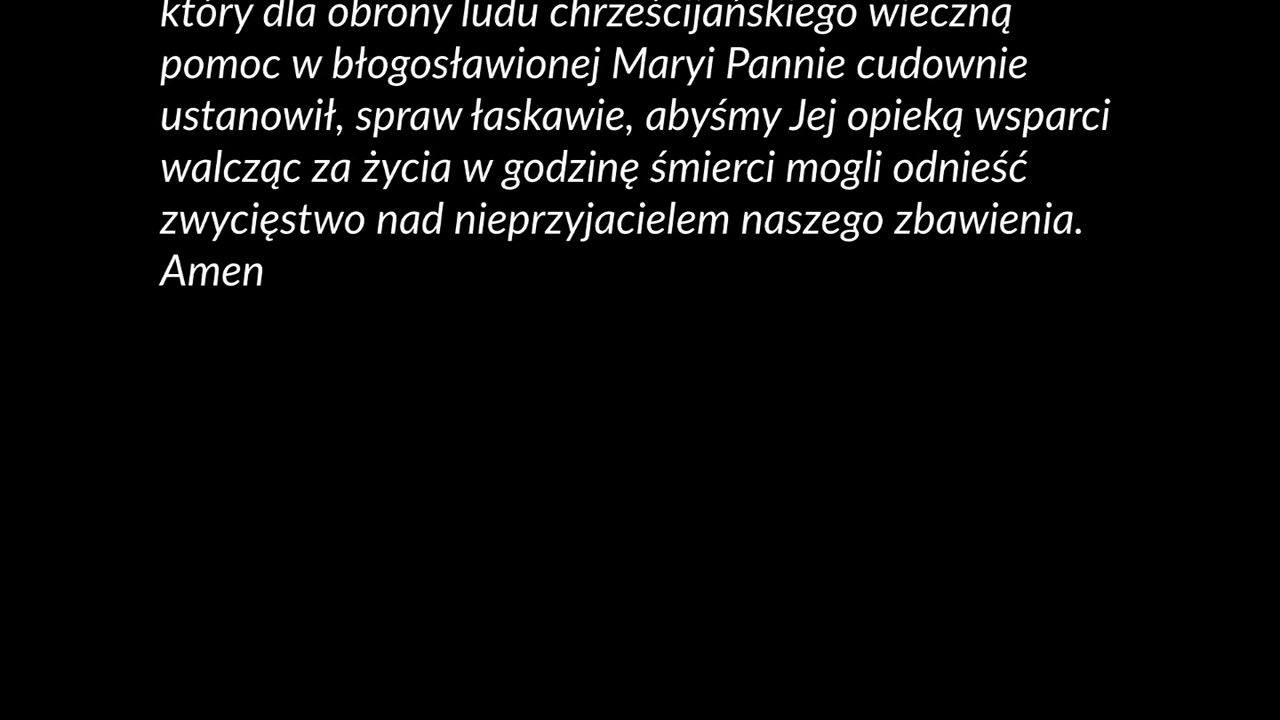 który dla obrony ludu chrześcijańskiego wieczną
pomoc w błogosławionej Maryi Pannie cudownie
ustanowił, spraw łaskawie, abyśmy Jej opieką wsparci
walcząc za życia w godzinę śmierci mogli odnieść
zwycięstwo nad nieprzyjacielem naszego zbawienia.
Amen